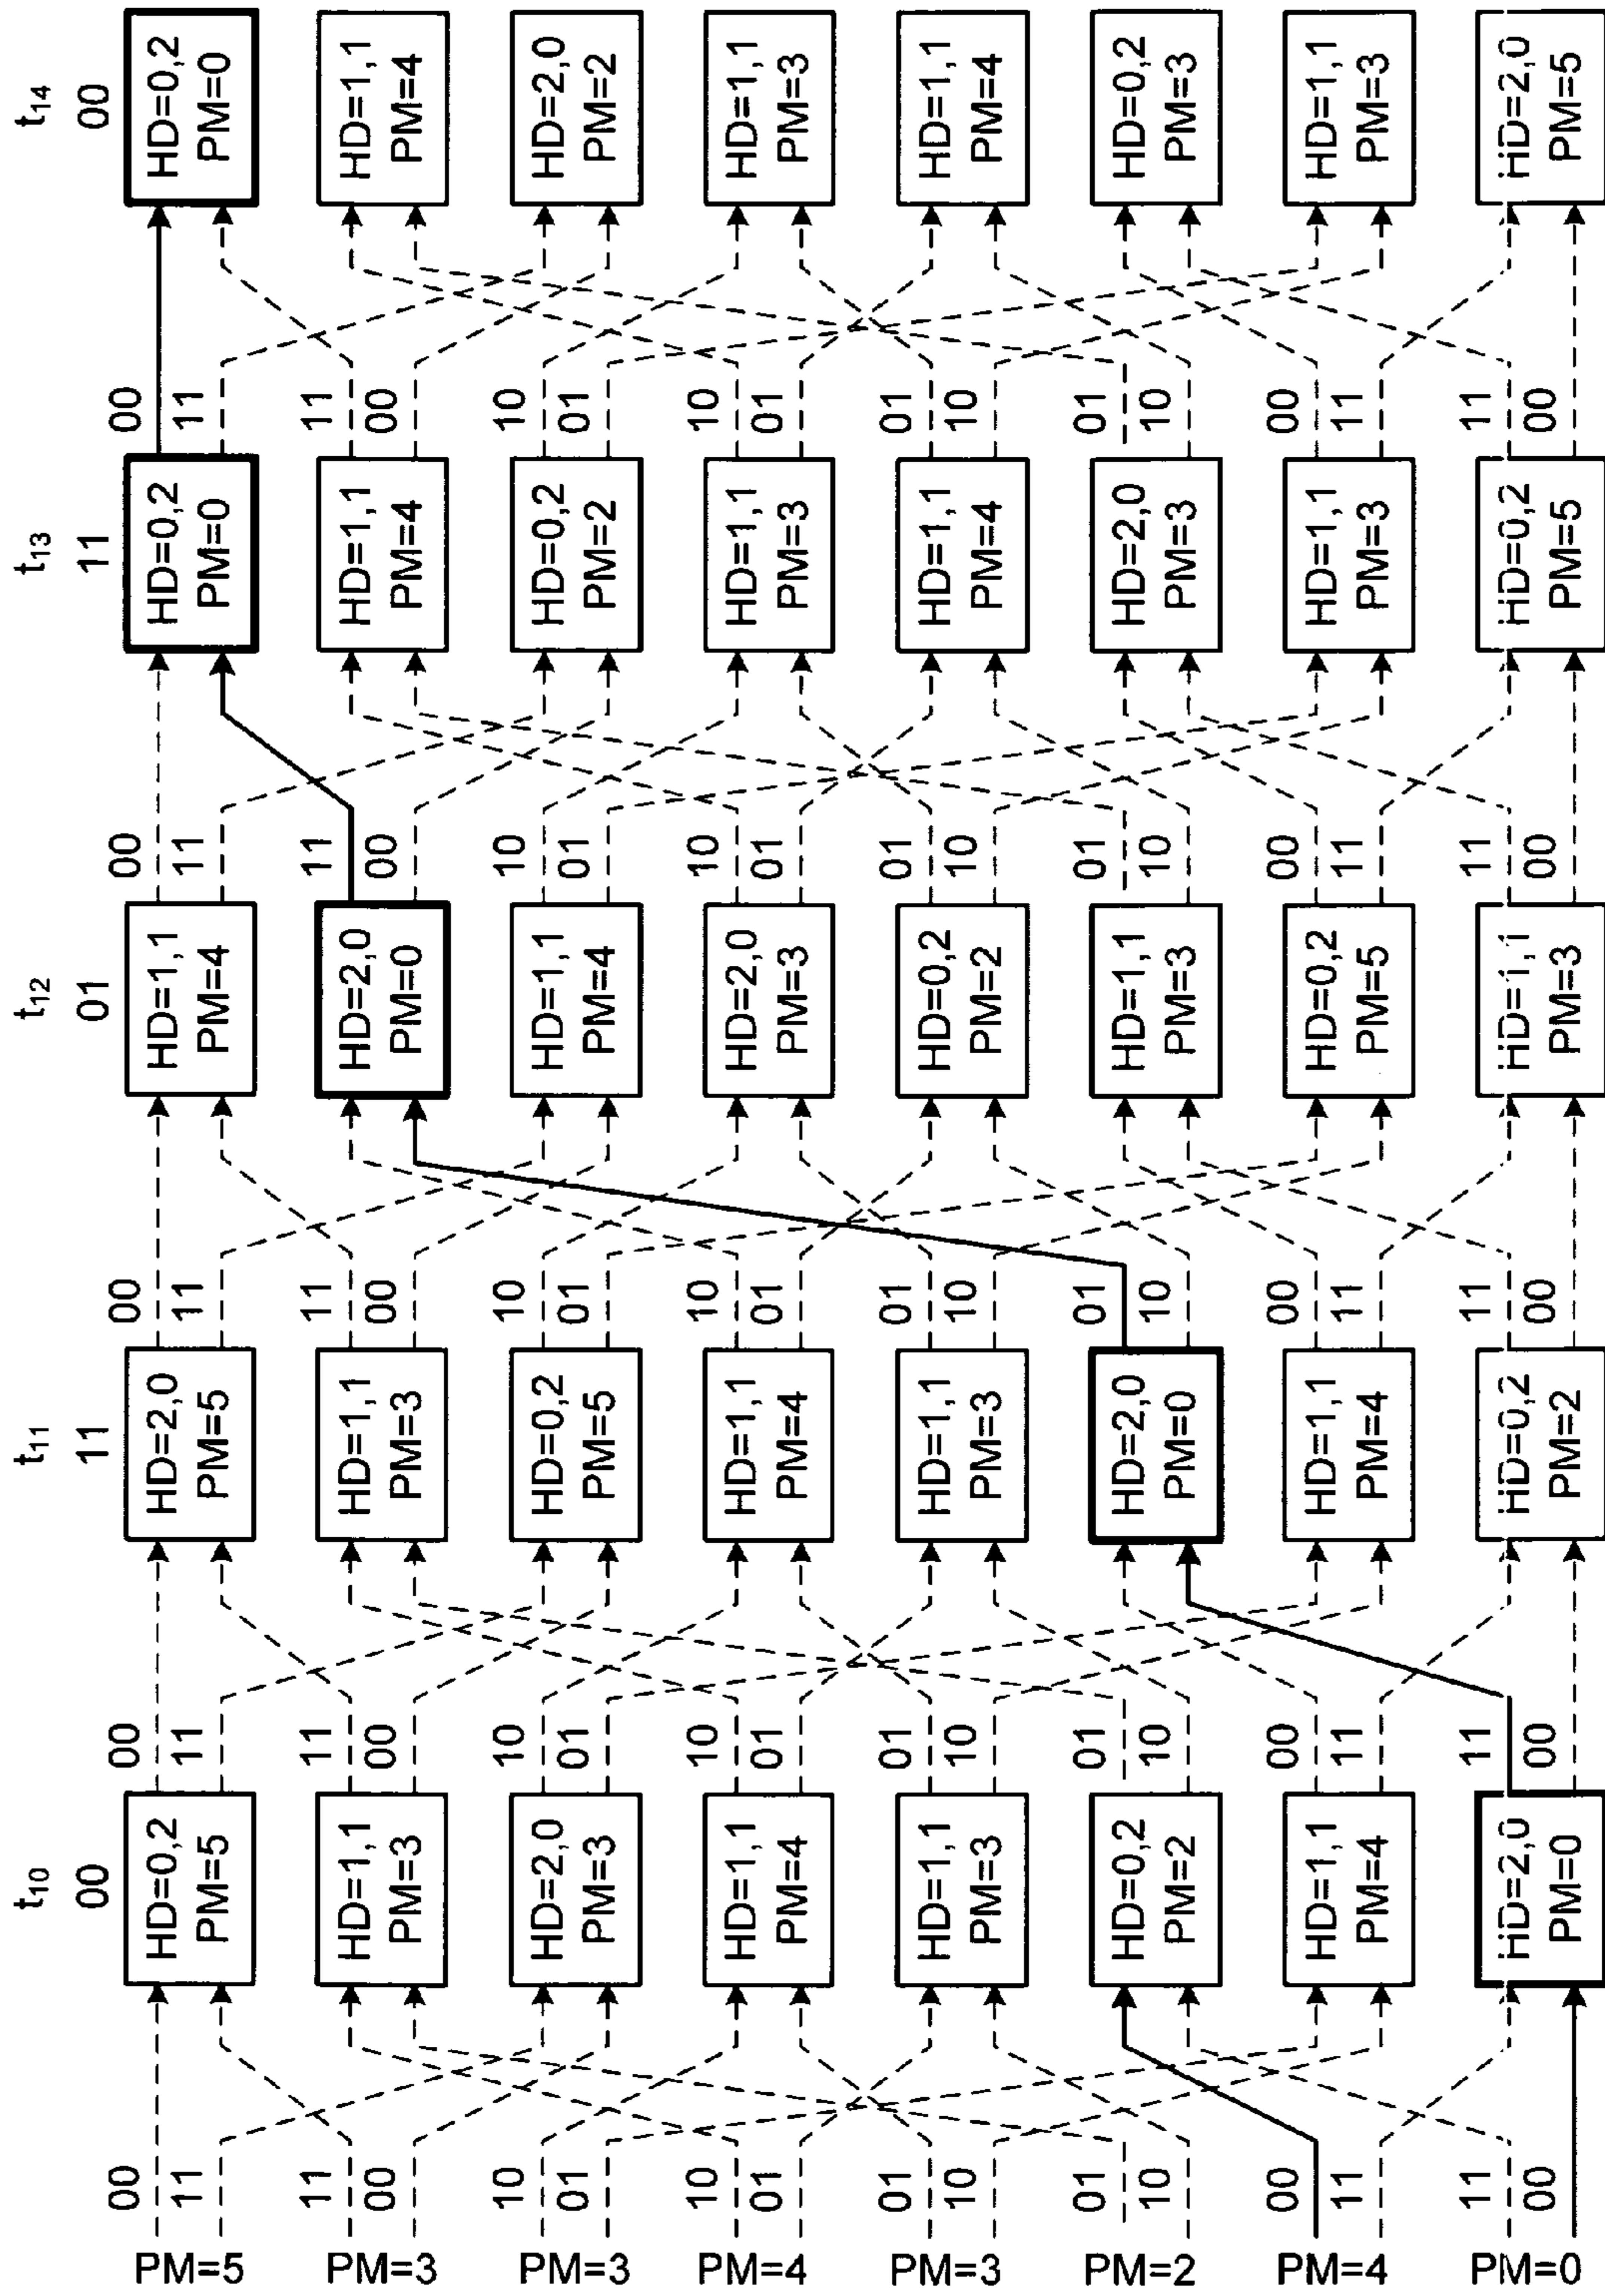 t10 t11 t12 t13 t14
00 11 01 11 00
PM=5
00 HD=0,2 00 HD=2,0 00 HD=1,1 00 HD=0,2 00 HD=0,2
11 PM=5 11 PM=5 11 PM=4 11 PM=0 11 PM=0
PM=3
11 HD=1,1 11 HD=1,1 11 HD=2,0 11 HD=1,1 11 HD=1,1
00 PM=3 00 PM=3 00 PM=0 00 PM=4 00 PM=4
PM=3
10 HD=2,0 10 HD=0,2 10 HD=1,1 10 HD=0,2 10 HD=2,0
01 PM=3 01 PM=5 01 PM=4 01 PM=2 01 PM=2
PM=4
10 HD=1,1 10 HD=1,1 10 HD=2,0 10 HD=1,1 10 HD=1,1
01 PM=4 01 PM=4 01 PM=3 01 PM=3 01 PM=3
PM=3
01 HD=1,1 01 HD=1,1 01 HD=0,2 01 HD=1,1 01 HD=1,1
10 PM=3 10 PM=3 10 PM=2 10 PM=4 10 PM=4
PM=2
01 HD=0,2 01 HD=2,0 01 HD=1,1 01 HD=2,0 01 HD=0,2
10 PM=2 10 PM=0 10 PM=3 10 PM=3 10 PM=3
PM=4
00 HD=1,1 00 HD=1,1 00 HD=0,2 00 HD=1,1 00 HD=1,1
11 PM=4 11 PM=4 11 PM=5 11 PM=3 11 PM=3
PM=0
11 HD=2,0 11 HD=0,2 11 HD=1,1 11 HD=0,2 11 HD=2,0
00 PM=0 00 PM=2 00 PM=3 00 PM=5 00 PM=5